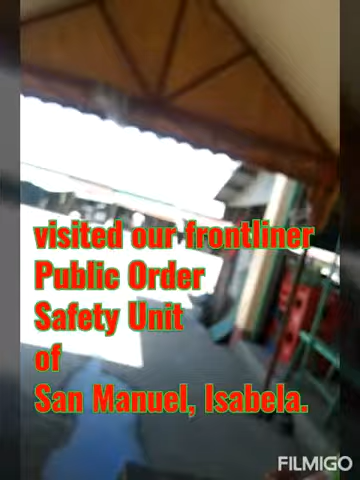 visited our frontliner
Public Order
Safety Unit
of
San Manuel, Isabela.
FILMIGO